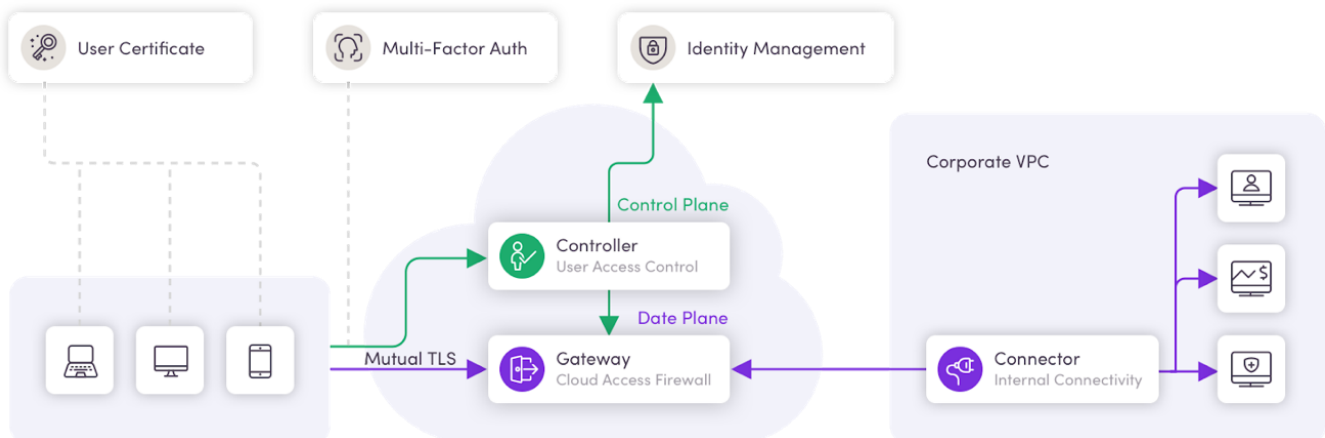 User Certificate
Multi-Factor Auth
Identity Management
Corporate VPC
Control Plane
Controller
User Access Control
Date Plane
Mutual TLS
Gateway
Cloud Access Firewall
Connector
Internal Connectivity